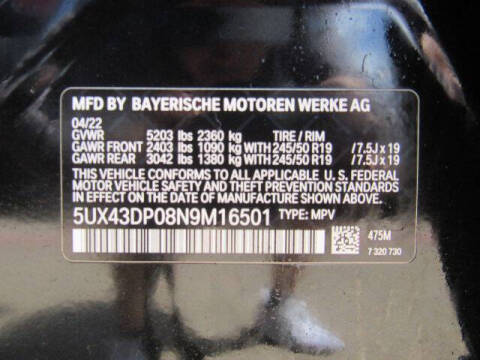 MFD BY BAYERISCHE MOTOREN WERKE AG
04/22
GVWR 5203 lbs 2360 kg TIRE / RIM
GAWR FRONT 2403 lbs 1090 kg WITH 245/50 R19 /7.5J x 19
GAWR REAR 3042 lbs 1380 kg WITH 245/50 R19 /7.5J x 19
THIS VEHICLE CONFORMS TO ALL APPLICABLE U. S. FEDERAL
MOTOR VEHICLE SAFETY, BUMPER, AND THEFT PREVENTION
STANDARDS IN EFFECT ON THE DATE OF MANUFACTURE SHOWN ABOVE.
5UX43DP08N9M16501 TYPE: MPV
475M
7 320 730